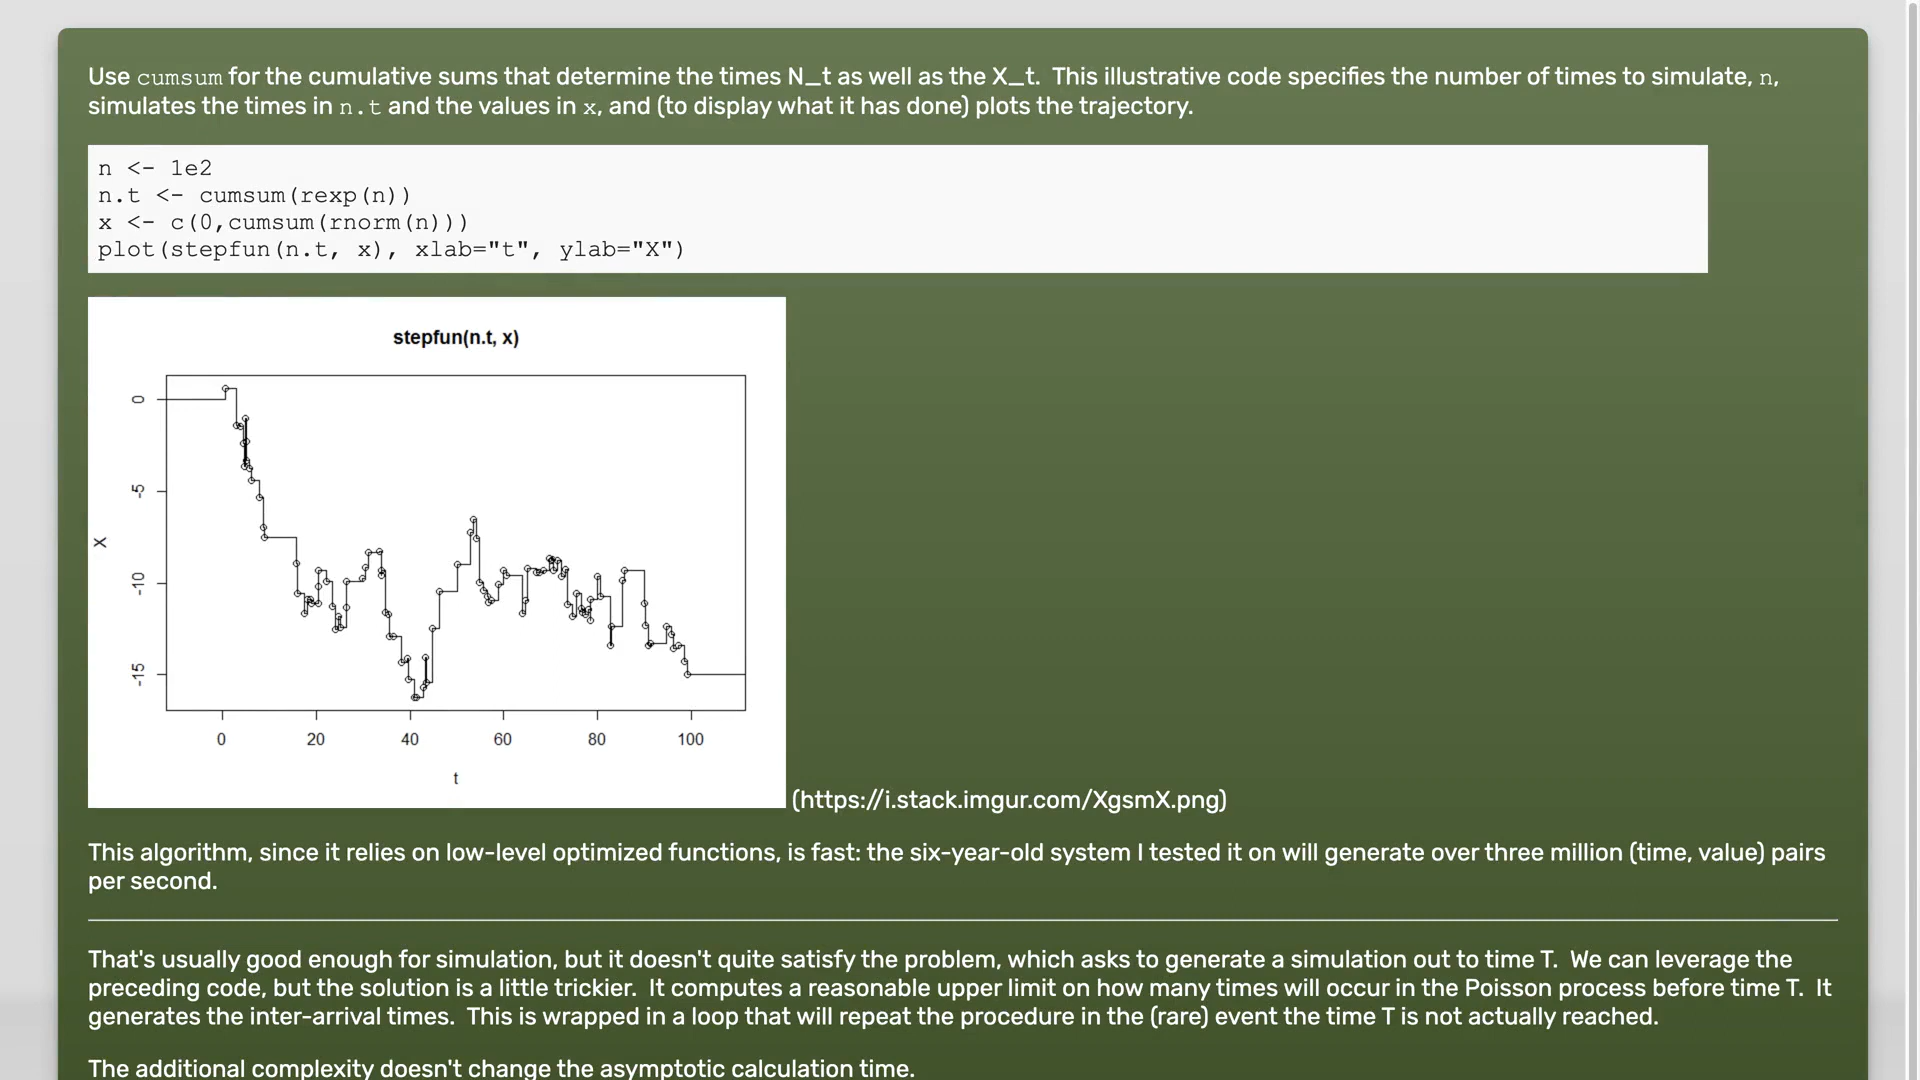 Use cumsum for the cumulative sums that determine the times N_t as well as the X_t.  This illustrative code specifies the number of times to simulate, n,
simulates the times in n.t and the values in x, and (to display what it has done) plots the trajectory.
n <- 1e2
n.t <- cumsum(rexp(n))
x <- c(0,cumsum(rnorm(n)))
plot(stepfun(n.t, x), xlab="t", ylab="X")
stepfun(n.t, x)
0
-5
-10
-15
X
0 20 40 60 80 100
t
(https://i.stack.imgur.com/XgsmX.png)
This algorithm, since it relies on low-level optimized functions, is fast: the six-year-old system I tested it on will generate over three million (time, value) pairs
per second.
That's usually good enough for simulation, but it doesn't quite satisfy the problem, which asks to generate a simulation out to time T.  We can leverage the
preceding code, but the solution is a little trickier.  It computes a reasonable upper limit on how many times will occur in the Poisson process before time T.  It
generates the inter-arrival times.  This is wrapped in a loop that will repeat the procedure in the (rare) event the time T is not actually reached.
The additional complexity doesn't change the asymptotic calculation time.